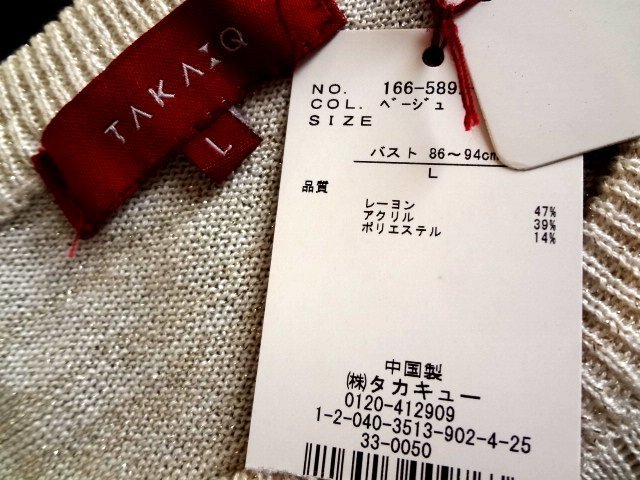 TAKA:Q
L
NO. 166-589
COL. ベージュ
SIZE
バスト 86～94cm
L
品質
レーヨン 47%
アクリル 39%
ポリエステル 14%
中国製
㈱タカキュー
0120-412909
1-2-040-3513-902-4-25
33-0050